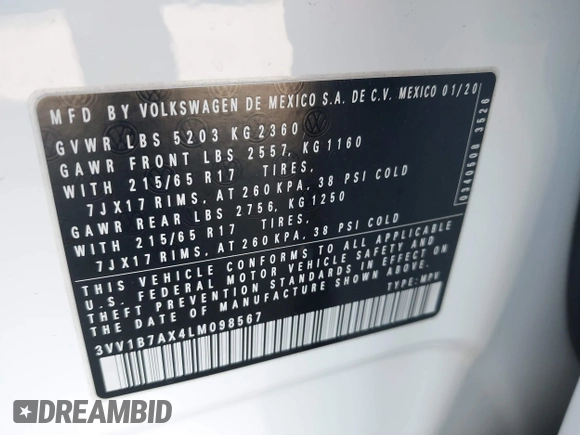 MFD BY VOLKSWAGEN DE MEXICO S.A. DE C.V. MEXICO 01/20
GVWR LBS 5203 KG 2360
GAWR FRONT LBS 2557, KG 1160
WITH 215/65 R17 TIRES,
7JX17 RIMS, AT 260 KPA, 38 PSI COLD
GAWR REAR LBS 2756, KG 1250
WITH 215/65 R17 TIRES,
7JX17 RIMS, AT 260 KPA, 38 PSI COLD
THIS VEHICLE CONFORMS TO ALL APPLICABLE
U.S. FEDERAL MOTOR VEHICLE SAFETY AND
THEFT PREVENTION STANDARDS IN EFFECT ON
THE DATE OF MANUFACTURE SHOWN ABOVE.
3VV1B7AX4LM098567 TYPE: MPV
0340508 3526
DREAMBID